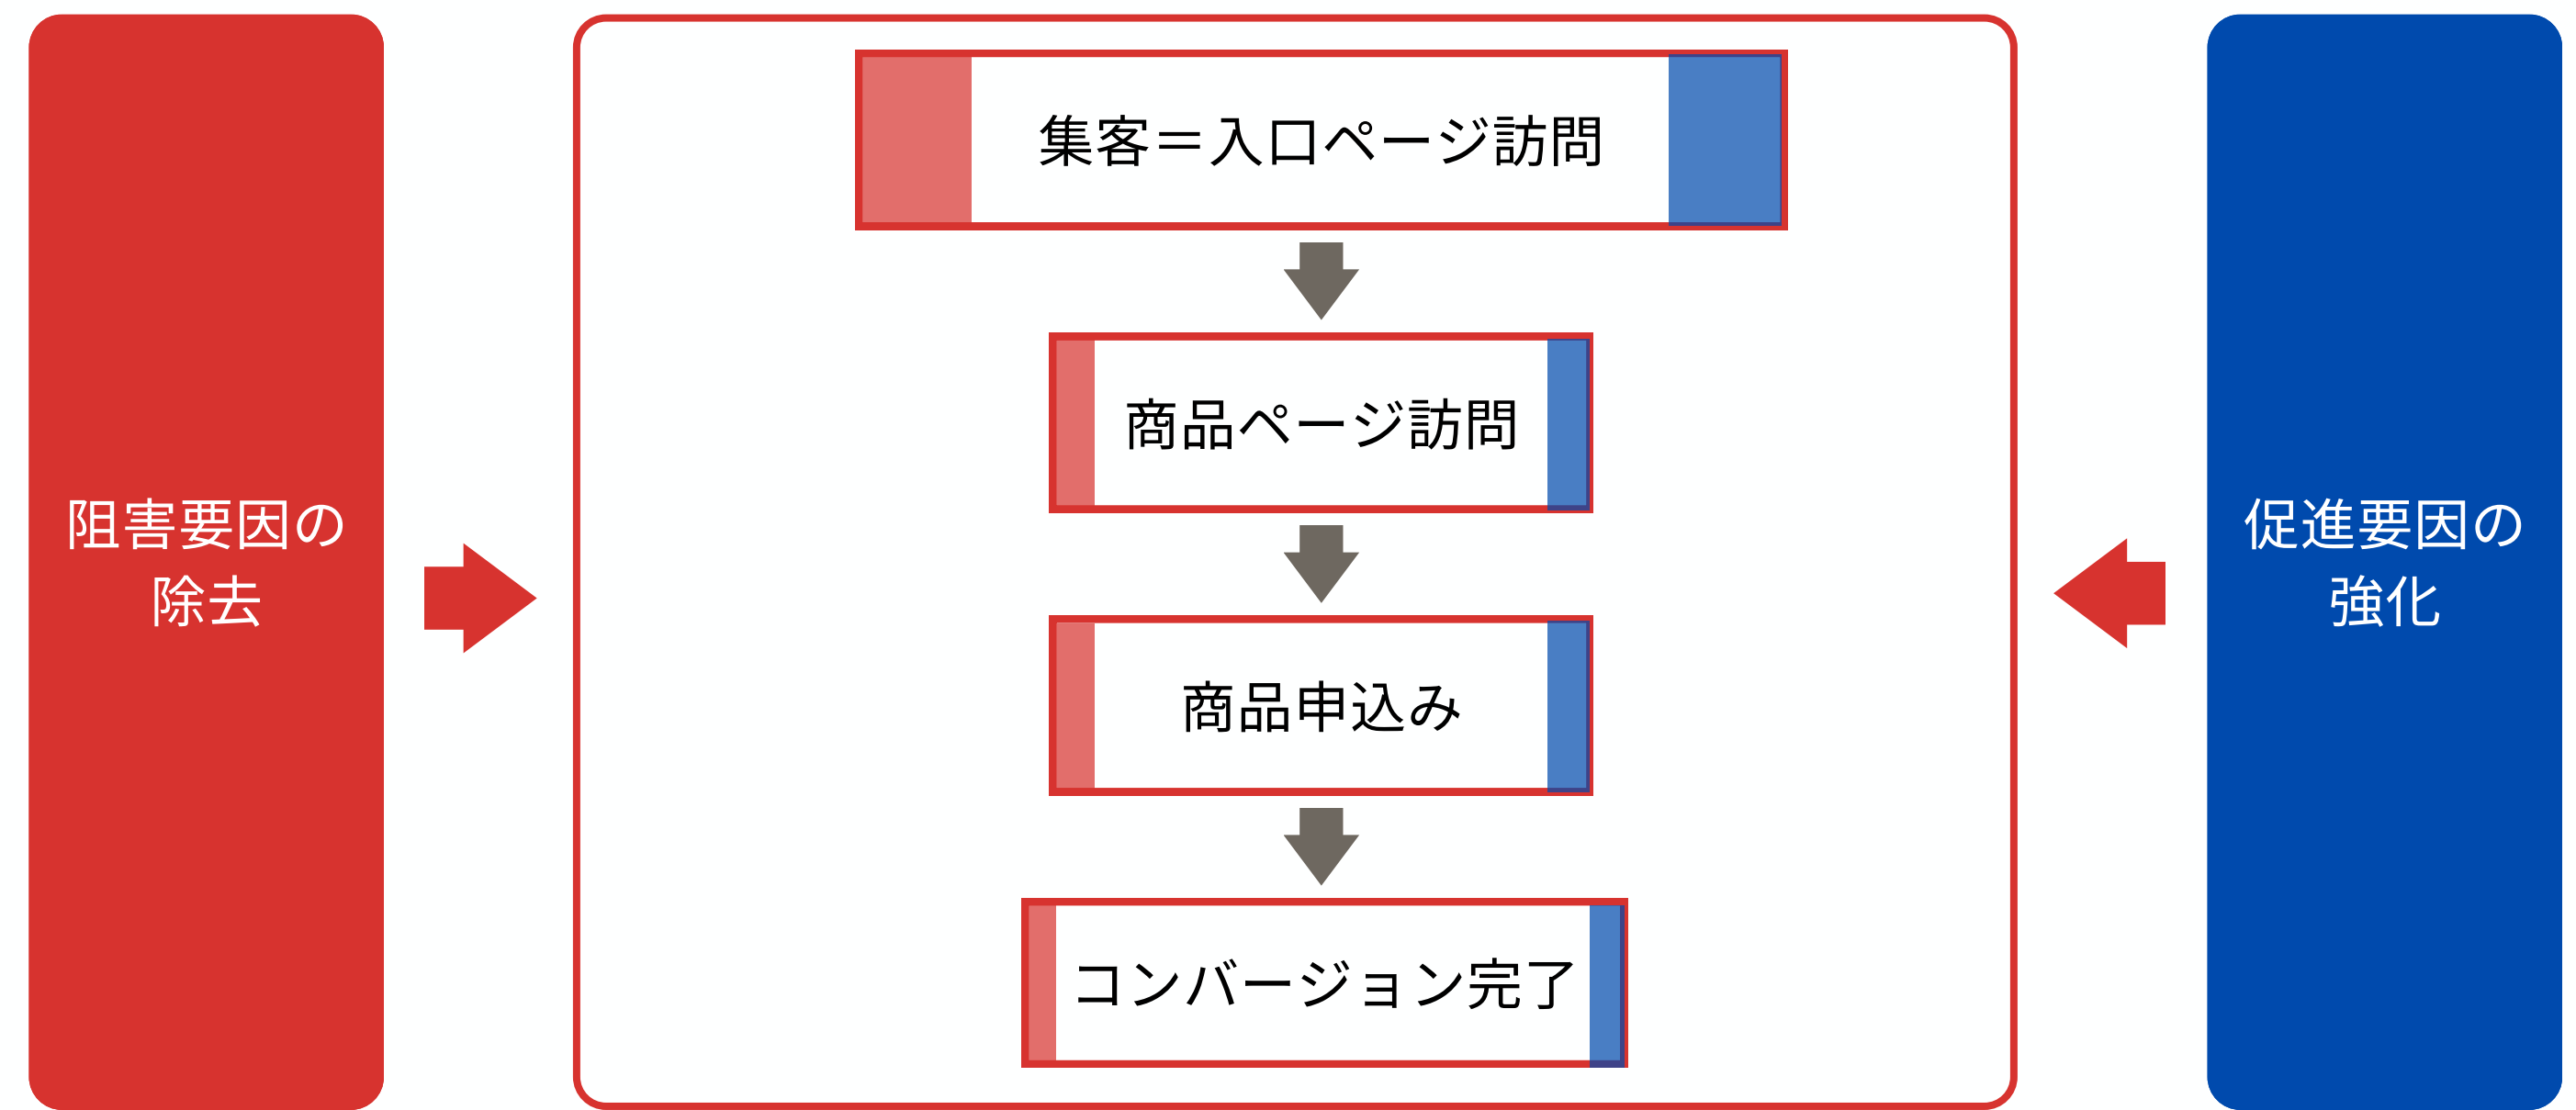 阻害要因の
除去
集客＝入口ページ訪問
商品ページ訪問
商品申込み
コンバージョン完了
促進要因の
強化